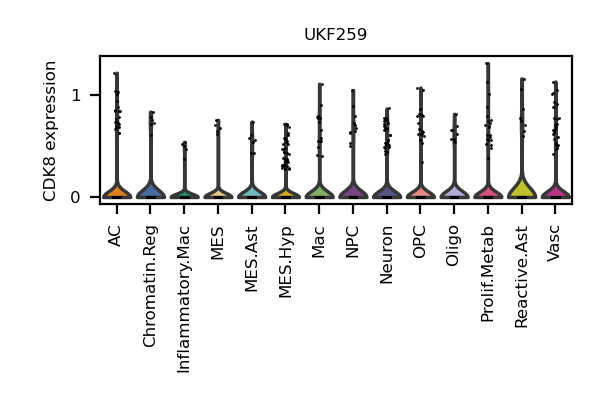 UKF259
CDK8 expression
1
0
AC
Chromatin.Reg
Inflammatory.Mac
MES
MES.Ast
MES.Hyp
Mac
NPC
Neuron
OPC
Oligo
Prolif.Metab
Reactive.Ast
Vasc